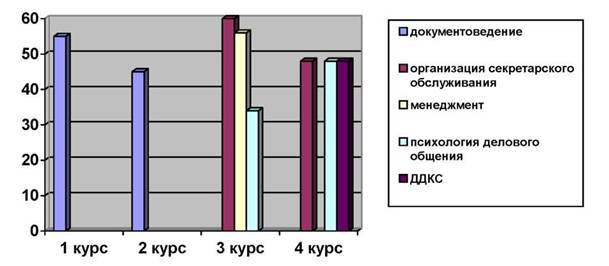 60
50
40
30
20
10
0
1 курс 2 курс 3 курс 4 курс
документоведение
организация секретарского
обслуживания
менеджмент
психология делового
общения
ДДКС